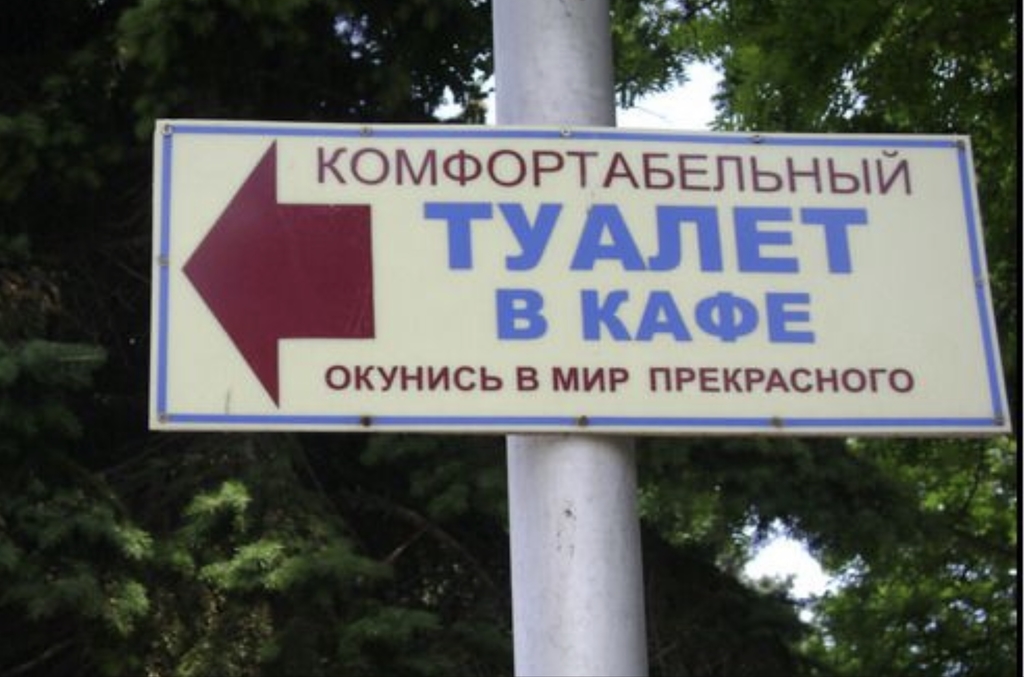 КОМФОРТАБЕЛЬНЫЙ
ТУАЛЕТ
В КАФЕ
ОКУНИСЬ В МИР ПРЕКРАСНОГО